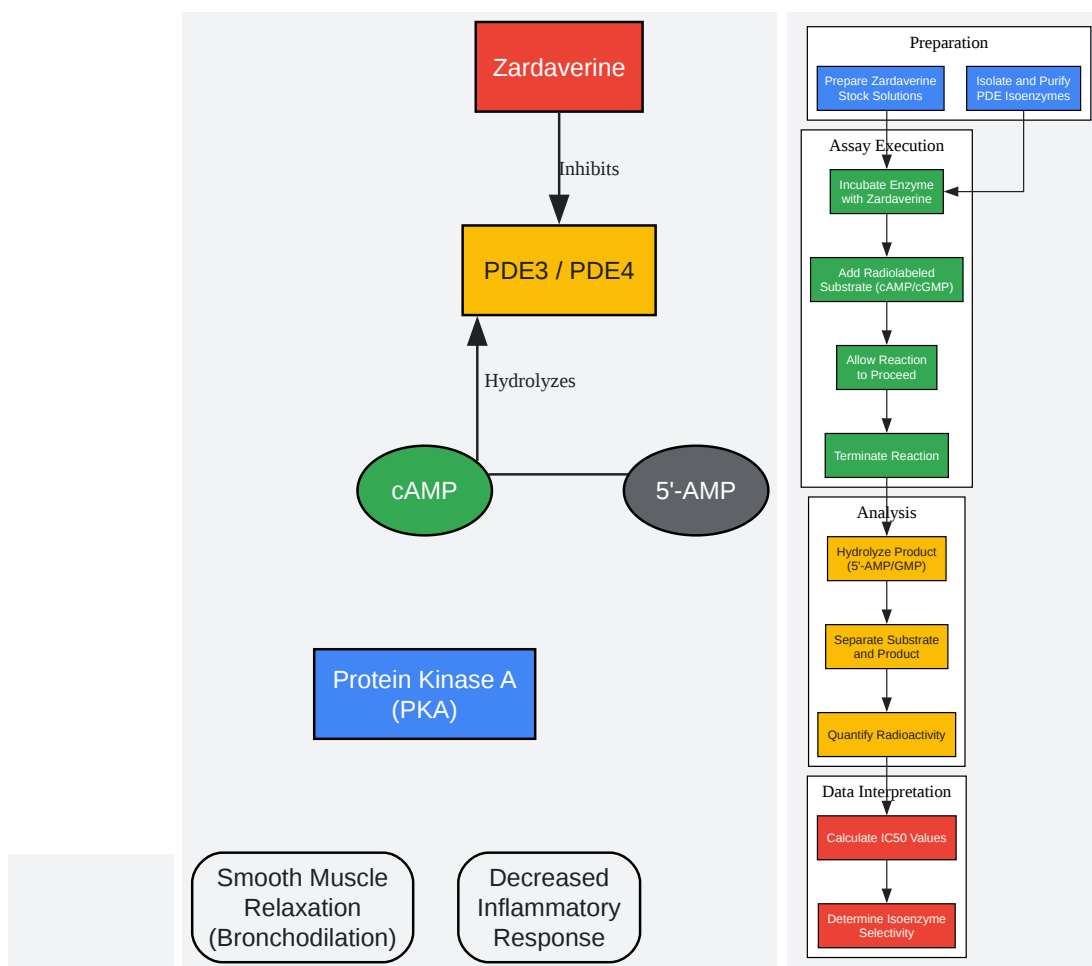 Zardaverine
Inhibits
PDE3 / PDE4
Hydrolyzes
cAMP
5'-AMP
Protein Kinase A
(PKA)
Smooth Muscle
Relaxation
(Bronchodilation)
Decreased
Inflammatory
Response
Preparation
Prepare Zardaverine
Stock Solutions
Isolate and Purify
PDE Isoenzymes
Assay Execution
Incubate Enzyme
with Zardaverine
Add Radiolabeled
Substrate (cAMP/cGMP)
Allow Reaction
to Proceed
Terminate Reaction
Analysis
Hydrolyze Product
(5'-AMP/GMP)
Separate Substrate
and Product
Quantify Radioactivity
Data Interpretation
Calculate IC50 Values
Determine Isoenzyme
Selectivity